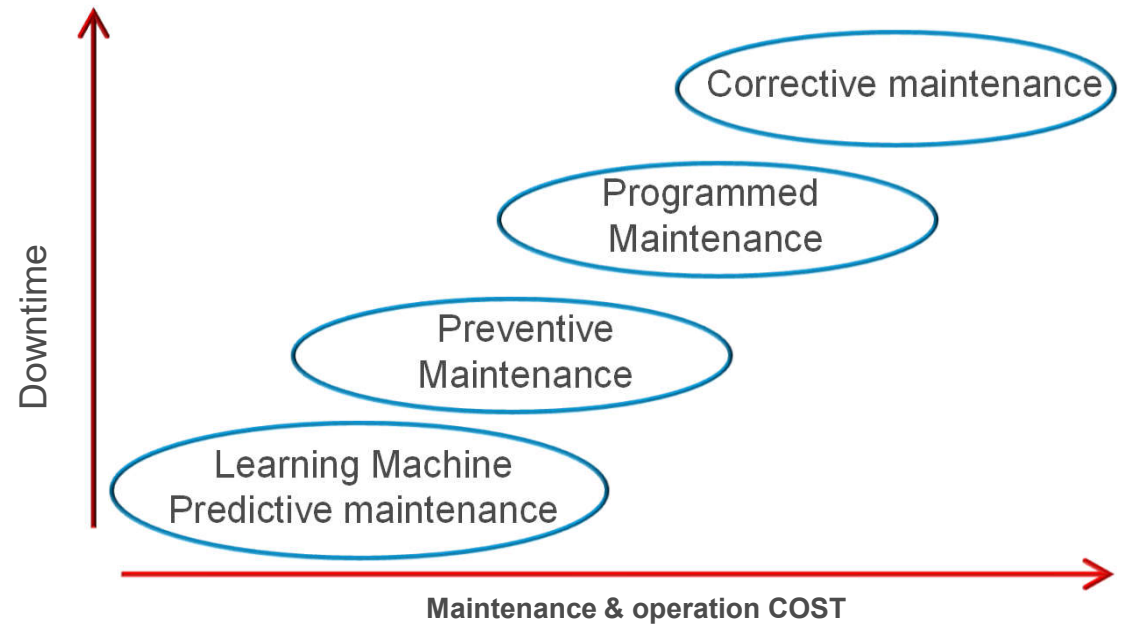 Corrective maintenance
Programmed
Maintenance
Preventive
Maintenance
Learning Machine
Predictive maintenance
Downtime
Maintenance & operation COST